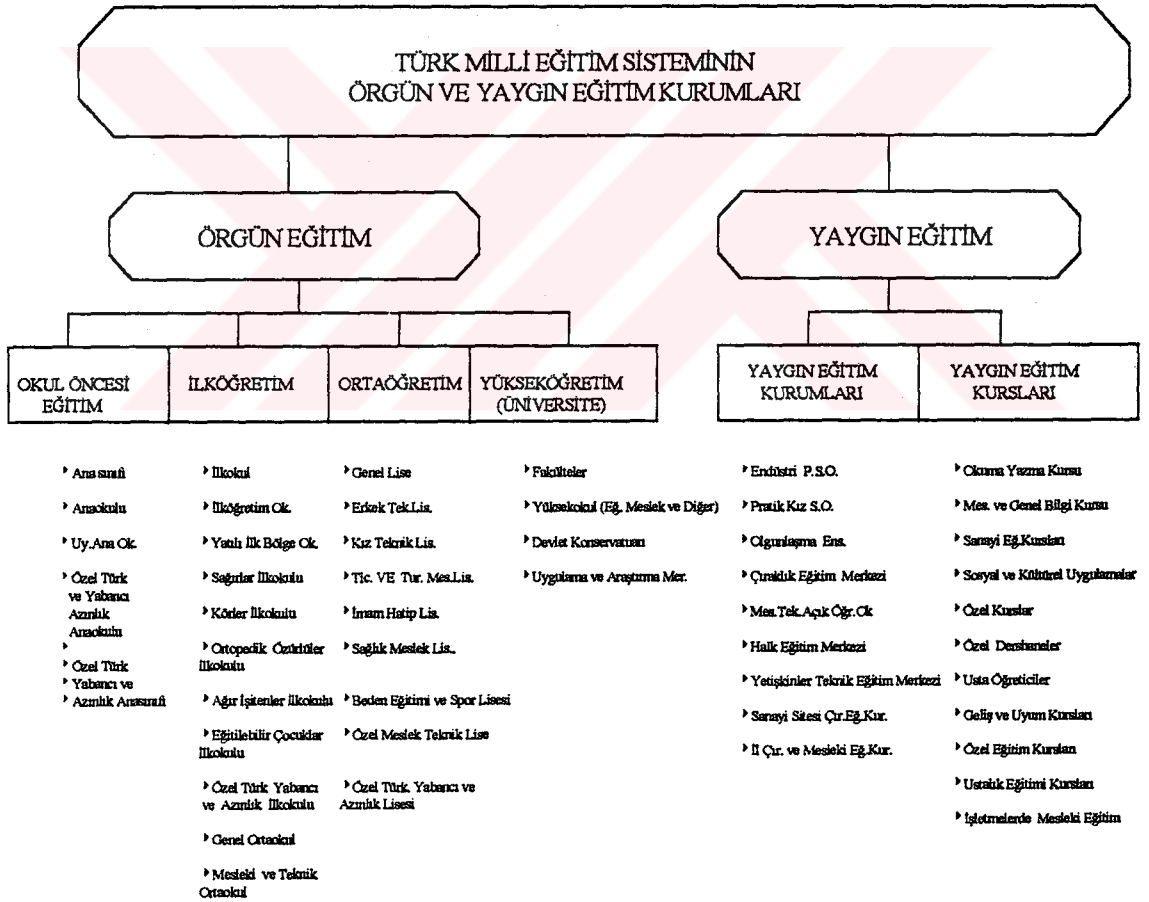 TÜRK MİLLİ EĞİTİM SİSTEMİNİN
ÖRGÜN VE YAYGIN EĞİTİM KURUMLARI
ÖRGÜN EĞİTİM
YAYGIN EĞİTİM
OKUL ÖNCESİ
EĞİTİM
İLKÖĞRETİM
ORTAÖĞRETİM
YÜKSEKÖĞRETİM
(ÜNİVERSİTE)
YAYGIN EĞİTİM
KURUMLARI
YAYGIN EĞİTİM
KURSLARI
Ana sınıfı
Anaokulu
Uy.Ana Ok.
Özel Türk
ve Yabancı
Azınlık
Anaokulu
Özel Türk
Yabancı ve
Azınlık Anasınıfı
İlkokul
İlköğretim Ok.
Yatılı İlk Bölge Ok.
Sağırlar İlkokulu
Körler İlkokulu
Ortopedik Özürlüler
İlkokulu
Ağır İşitenler İlkokulu
Eğitilebilir Çocuklar
İlkokulu
Özel Türk Yabancı
ve Azınlık İlkokulu
Genel Ortaokul
Mesleki ve Teknik
Ortaokul
Genel Lise
Erkek Tek.Lis.
Kız Teknik Lis.
Tic. VE Tur. Mes.Lis.
İmam Hatip Lis.
Sağlık Meslek Lis..
Beden Eğitimi ve Spor Lisesi
Özel Meslek Teknik Lise
Özel Türk. Yabancı ve
Azınlık Lisesi
Fakülteler
Yüksekokul (Eğ. Meslek ve Diğer)
Devlet Konservatuarı
Uygulama ve Araştırma Mer.
Endüstri P.S.O.
Pratik Kız S.O.
Olgunlaşma Ens.
Çıraklık Eğitim Merkezi
Mes.Tek.Açık Öğr.Ok
Halk Eğitim Merkezi
Yetişkinler Teknik Eğitim Merkezi
Sanayi Sitesi Çır.Eğ.Kur.
İl Çır. ve Mesleki Eğ.Kur.
Okuma Yazma Kursu
Mes. ve Genel Bilgi Kursu
Sanayi Eğ.Kursları
Sosyal ve Kültürel Uygulamalar
Özel Kurslar
Özel Dershaneler
Usta Öğreticiler
Geliş ve Uyum Kursları
Özel Eğitim Kursları
Ustalık Eğitimi Kursları
İşletmelerde Mesleki Eğitim